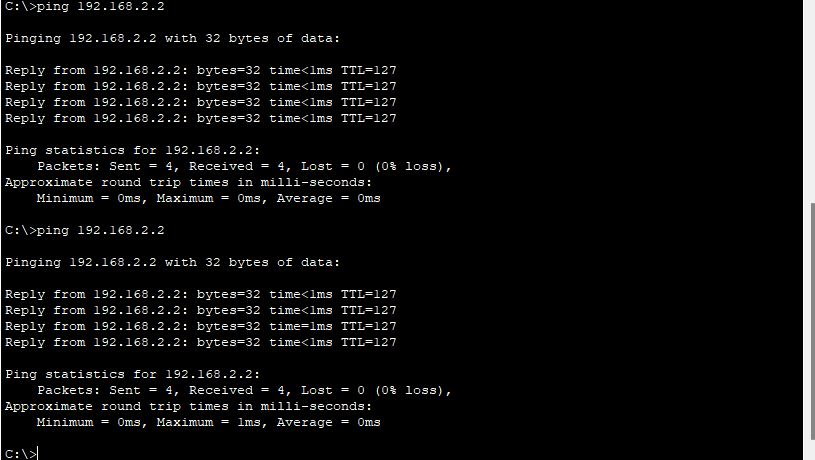 C:\>ping 192.168.2.2
Pinging 192.168.2.2 with 32 bytes of data:
Reply from 192.168.2.2: bytes=32 time<1ms TTL=127
Reply from 192.168.2.2: bytes=32 time<1ms TTL=127
Reply from 192.168.2.2: bytes=32 time<1ms TTL=127
Reply from 192.168.2.2: bytes=32 time<1ms TTL=127
Ping statistics for 192.168.2.2:
Packets: Sent = 4, Received = 4, Lost = 0 (0% loss),
Approximate round trip times in milli-seconds:
Minimum = 0ms, Maximum = 0ms, Average = 0ms
C:\>ping 192.168.2.2
Pinging 192.168.2.2 with 32 bytes of data:
Reply from 192.168.2.2: bytes=32 time<1ms TTL=127
Reply from 192.168.2.2: bytes=32 time<1ms TTL=127
Reply from 192.168.2.2: bytes=32 time=1ms TTL=127
Reply from 192.168.2.2: bytes=32 time<1ms TTL=127
Ping statistics for 192.168.2.2:
Packets: Sent = 4, Received = 4, Lost = 0 (0% loss),
Approximate round trip times in milli-seconds:
Minimum = 0ms, Maximum = 1ms, Average = 0ms
C:\>